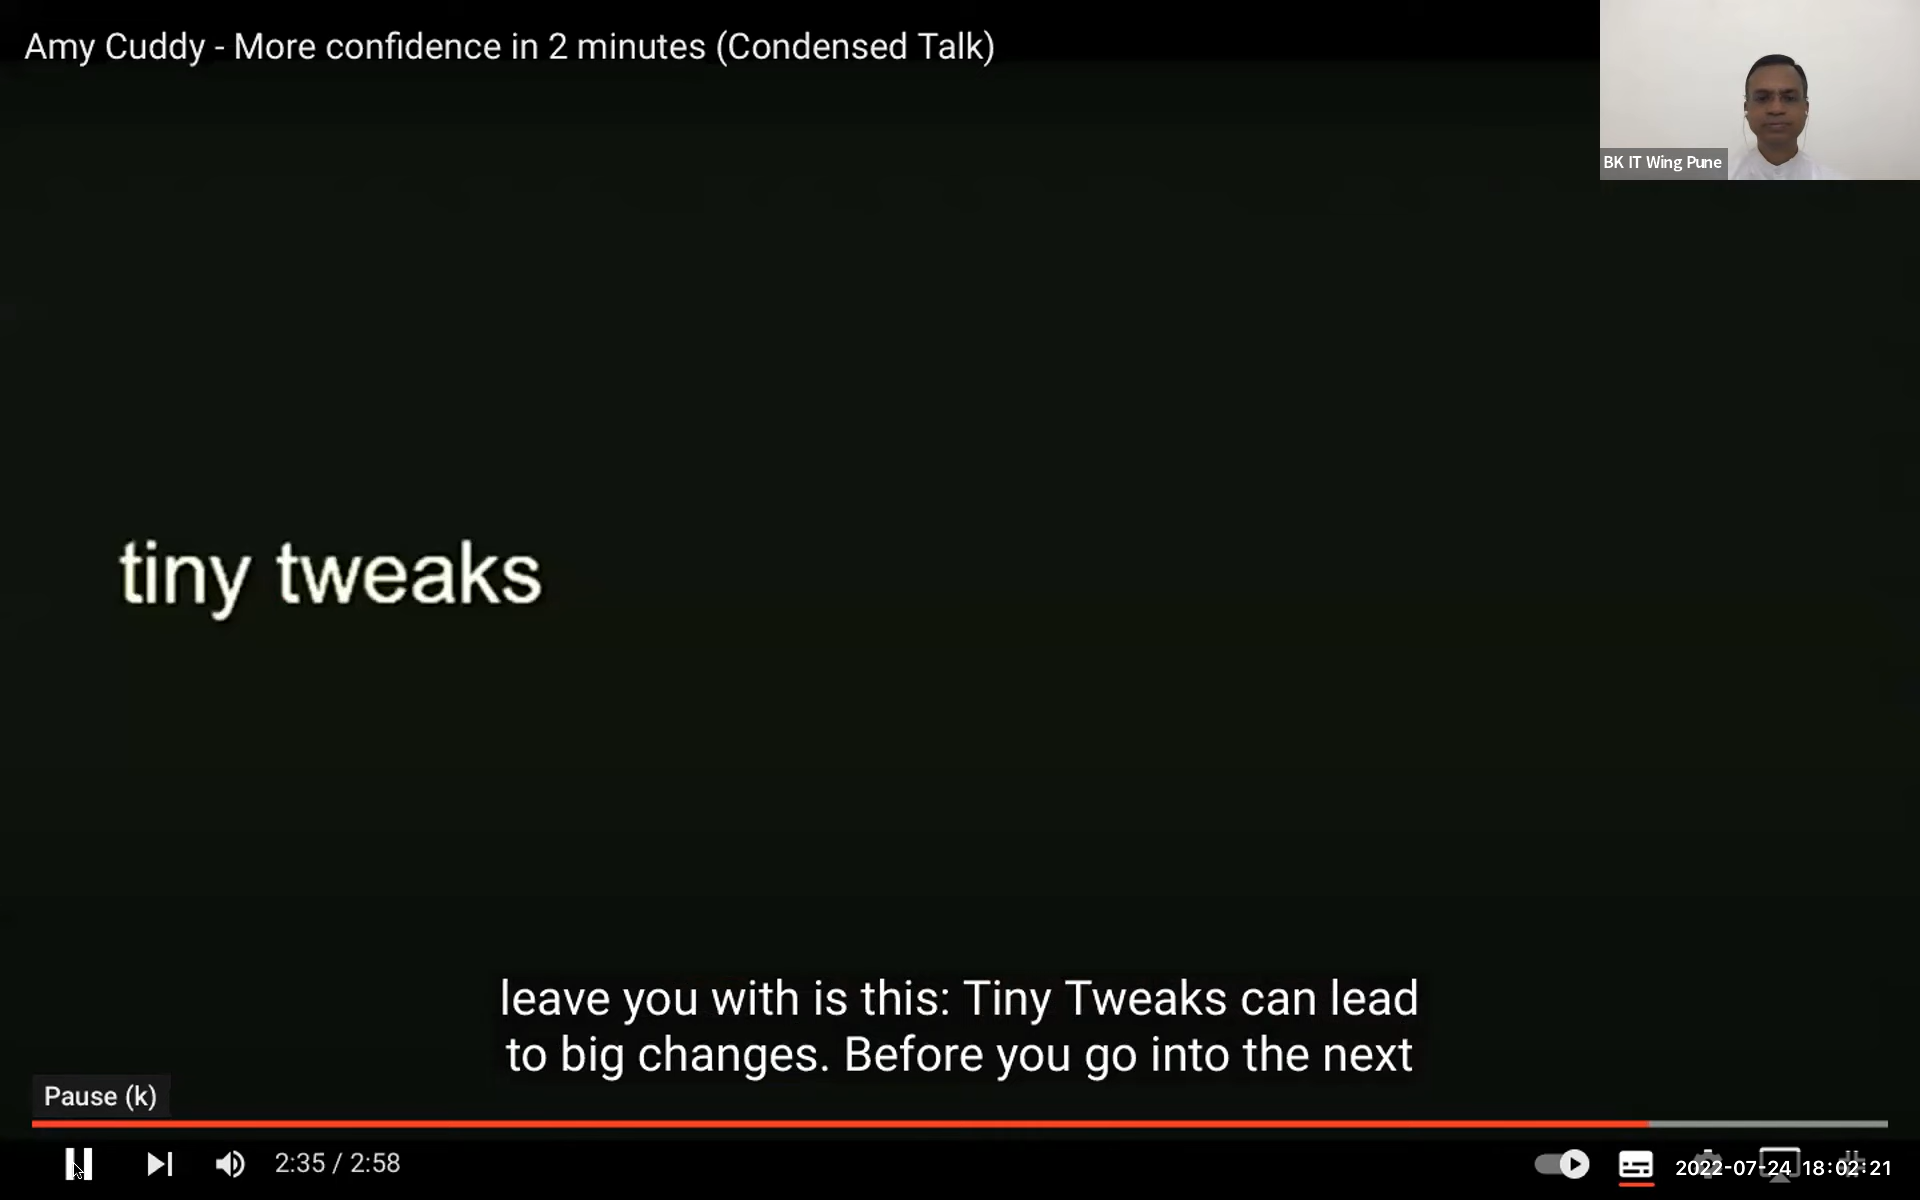 Amy Cuddy - More confidence in 2 minutes (Condensed Talk)
BK IT Wing Pune
tiny tweaks
leave you with is this: Tiny Tweaks can lead
to big changes. Before you go into the next
Pause (k)
2:35 / 2:58
2022-07-24 18:02:21